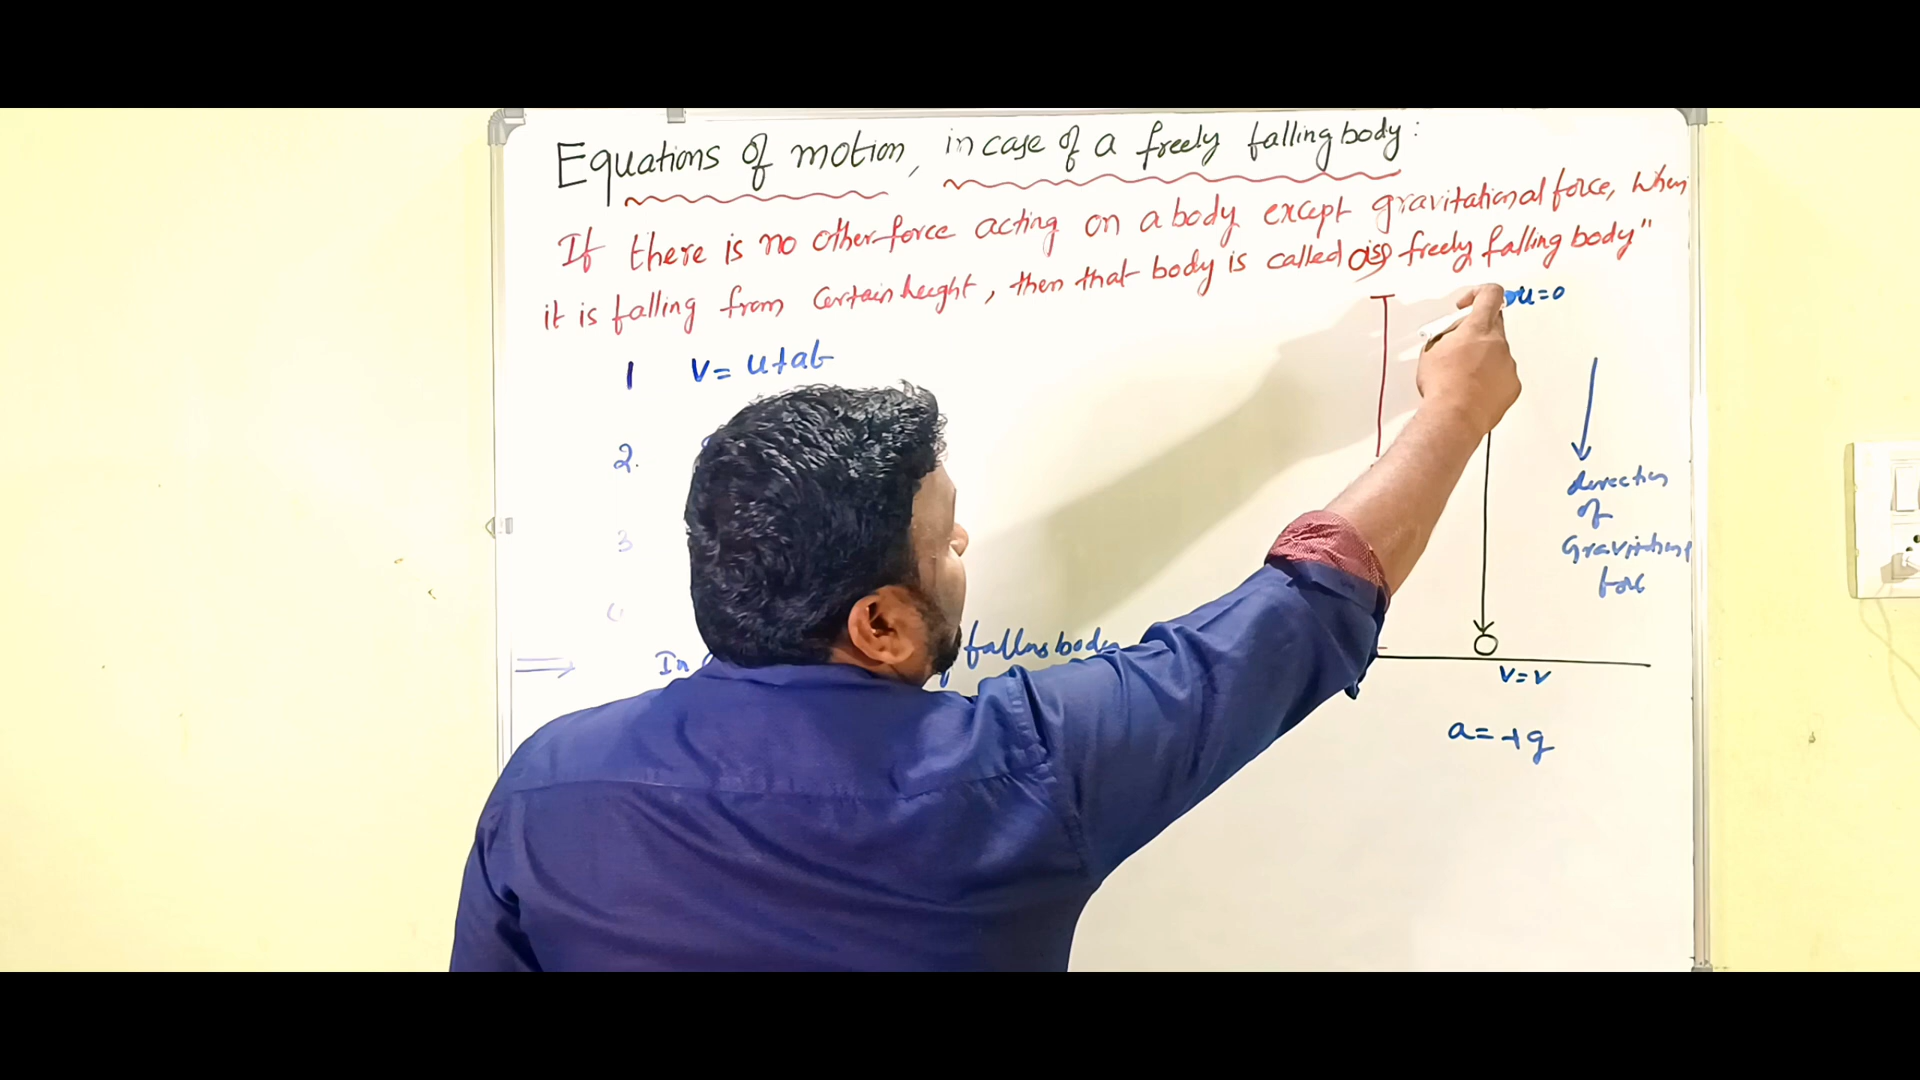 Equations of motion, in case of a freely falling body:
If there is no other force acting on a body except gravitational force, when
it is falling from certain height, then that body is called as freely falling body"
u=0
1 v= u+at
2.
3
direction
of
Gravitational
force
In falling body
v=v
a=+g